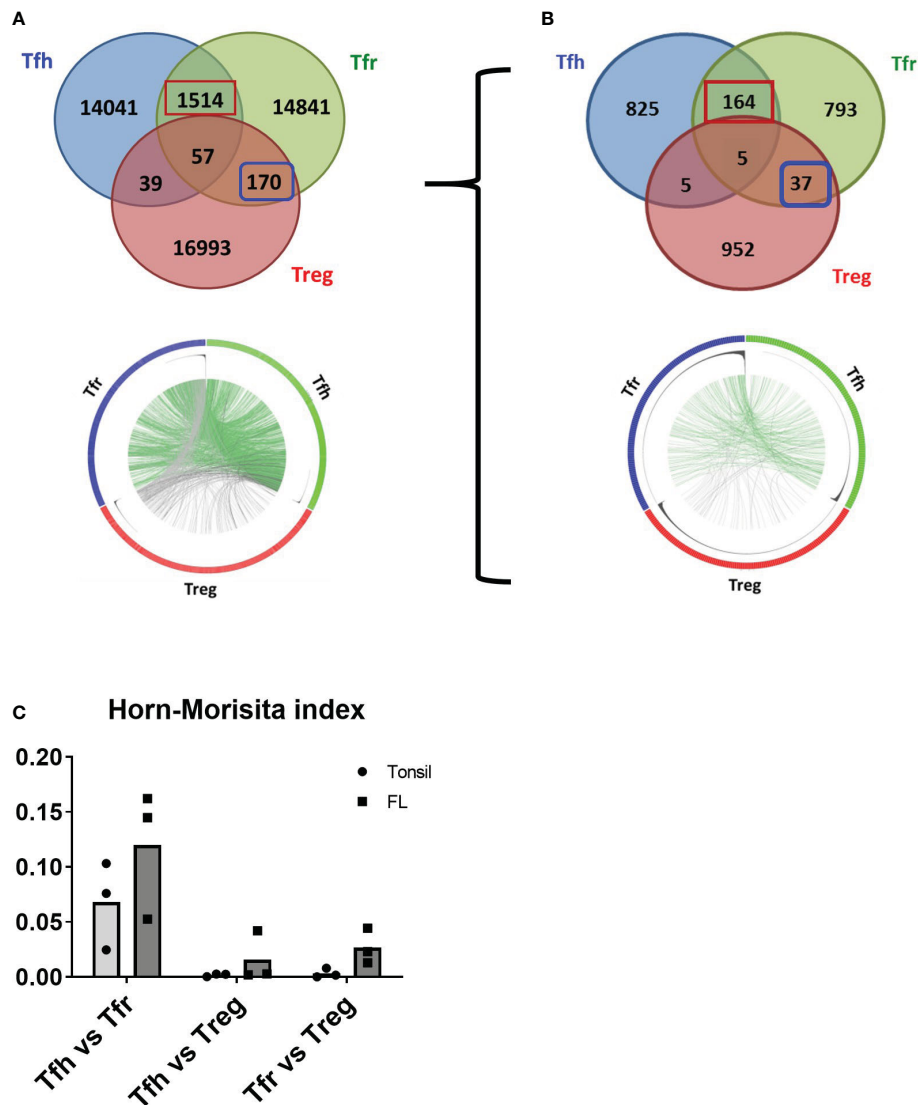 A
Tfh
Tfr
14041
1514
14841
57
39
170
16993
Treg
Tfr
Tfh
Treg
B
Tfh
Tfr
825
164
793
5
5
37
952
Treg
Tfr
Tfh
Treg
C
Horn-Morisita index
0.20
0.15
0.10
0.05
0.00
Tonsil
FL
Tfh vs Tfr
Tfh vs Treg
Tfr vs Treg